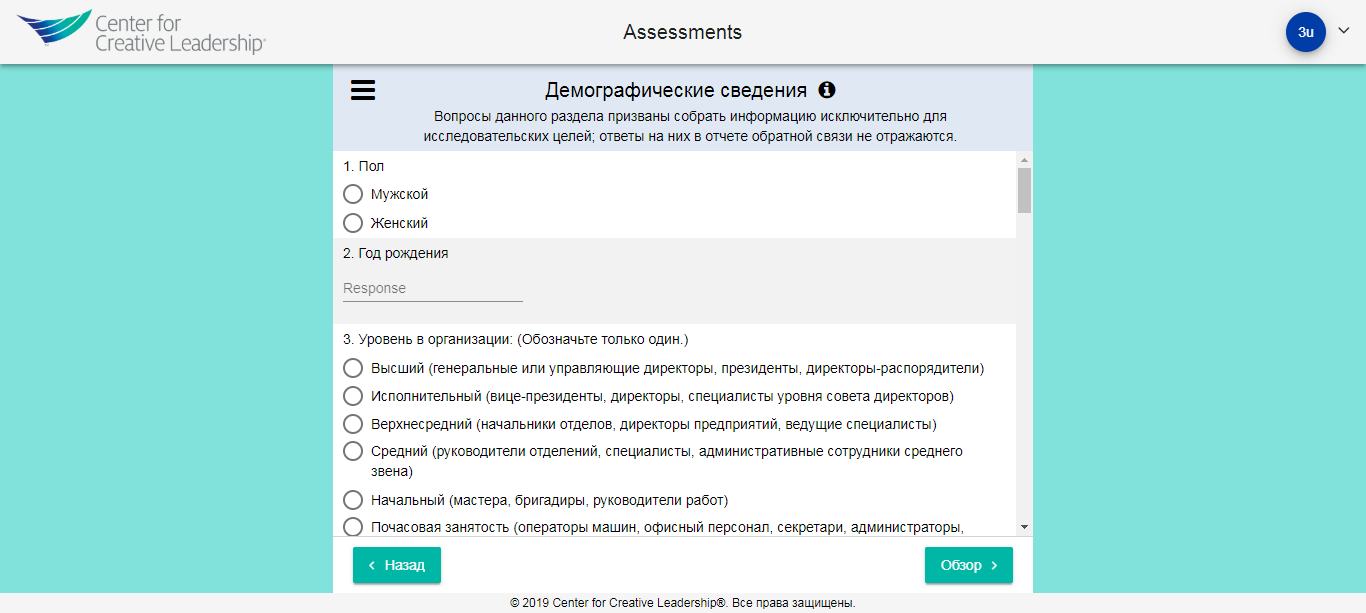 Center for
Creative Leadership®
Assessments
3u
Демографические сведения
Вопросы данного раздела призваны собрать информацию исключительно для
исследовательских целей; ответы на них в отчете обратной связи не отражаются.
1. Пол
Мужской
Женский
2. Год рождения
Response
3. Уровень в организации: (Обозначьте только один.)
Высший (генеральные или управляющие директоры, президенты, директоры-распорядители)
Исполнительный (вице-президенты, директоры, специалисты уровня совета директоров)
Верхнесредний (начальники отделов, директоры предприятий, ведущие специалисты)
Средний (руководители отделений, специалисты, административные сотрудники среднего
звена)
Начальный (мастера, бригадиры, руководители работ)
Почасовая занятость (операторы машин, офисный персонал, секретари, администраторы,
Назад
Обзор
© 2019 Center for Creative Leadership®. Все права защищены.